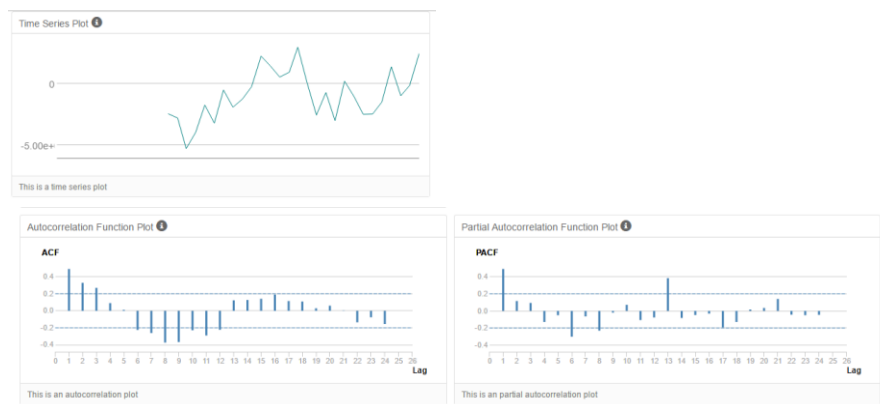 Time Series Plot
0
-5.00e+
This is a time series plot
Autocorrelation Function Plot
ACF
0.4
0.2
0.0
-0.2
-0.4
0 1 2 3 4 5 6 7 8 9 10 11 12 13 14 15 16 17 18 19 20 21 22 23 24 25 26
Lag
This is an autocorrelation plot
Partial Autocorrelation Function Plot
PACF
0.4
0.2
0.0
-0.2
-0.4
0 1 2 3 4 5 6 7 8 9 10 11 12 13 14 15 16 17 18 19 20 21 22 23 24 25 26
Lag
This is an partial autocorrelation plot